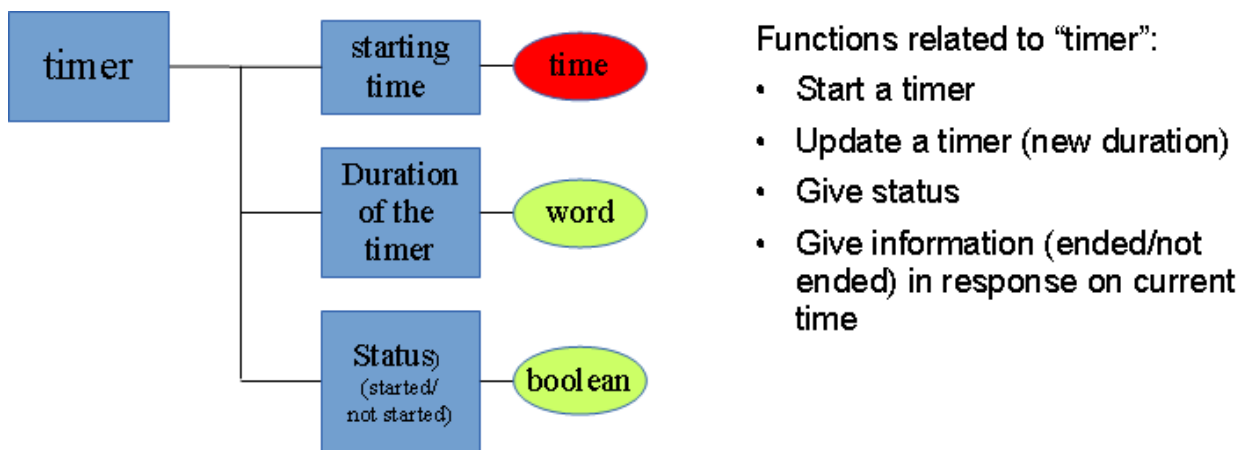 timer
starting
time
time
Duration
of the
timer
word
Status)
(started/
not started)
boolean
Functions related to “timer”:
• Start a timer
• Update a timer (new duration)
• Give status
• Give information (ended/not
ended) in response on current
time